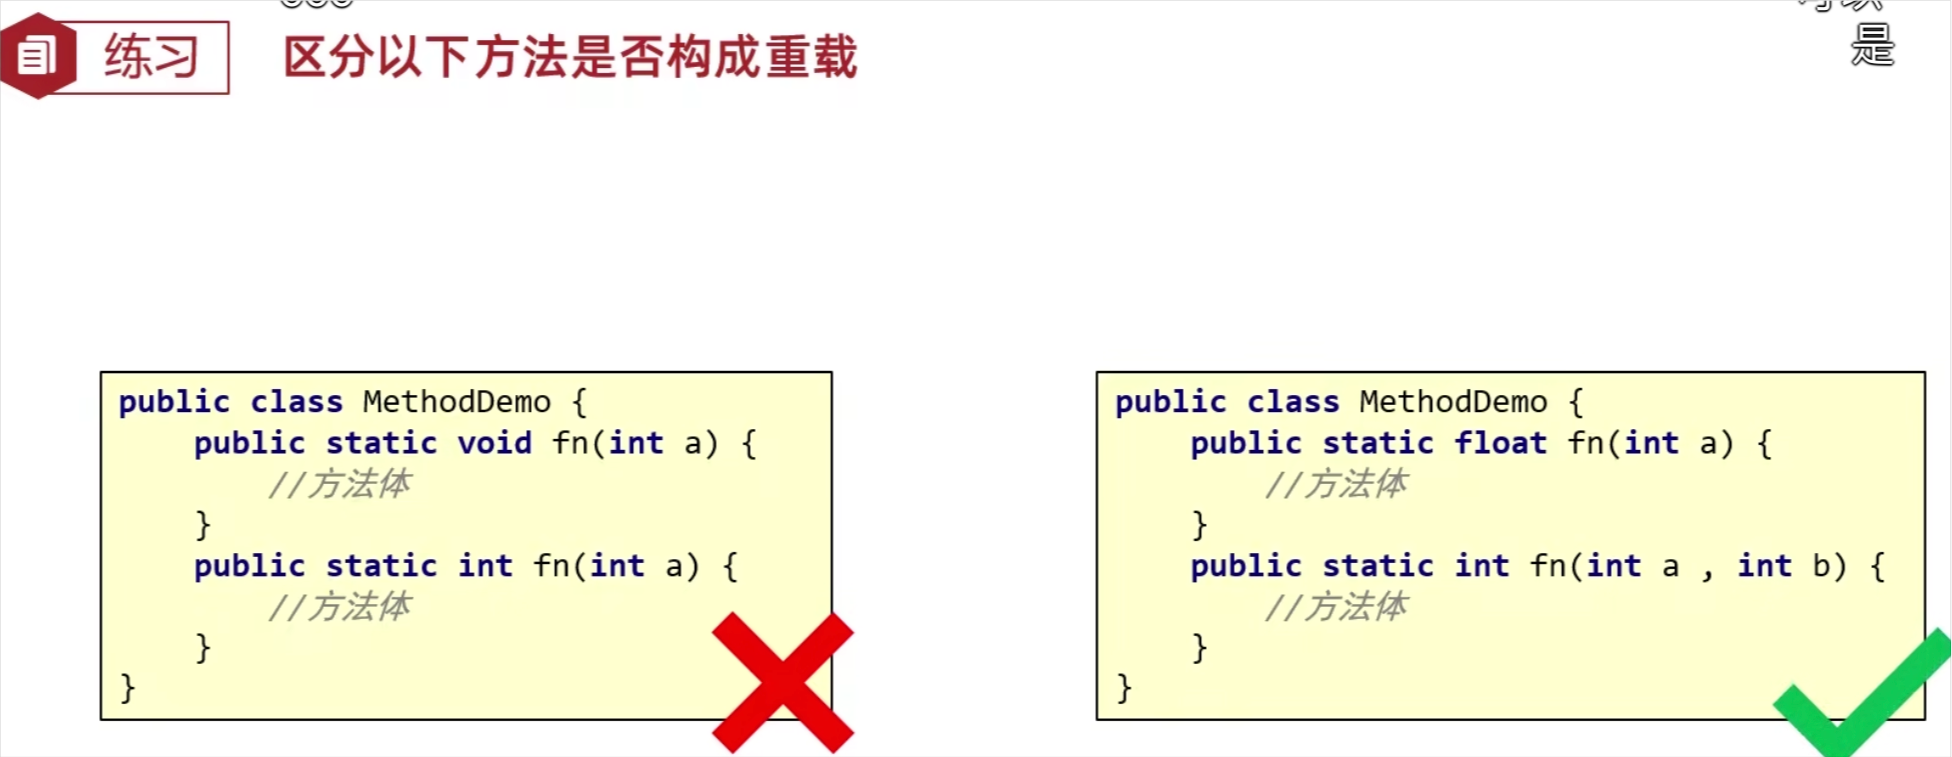 练习
区分以下方法是否构成重载
是
public class MethodDemo {
public static void fn(int a) {
//方法体
}
public static int fn(int a) {
//方法体
}
}
public class MethodDemo {
public static float fn(int a) {
//方法体
}
public static int fn(int a , int b) {
//方法体
}
}